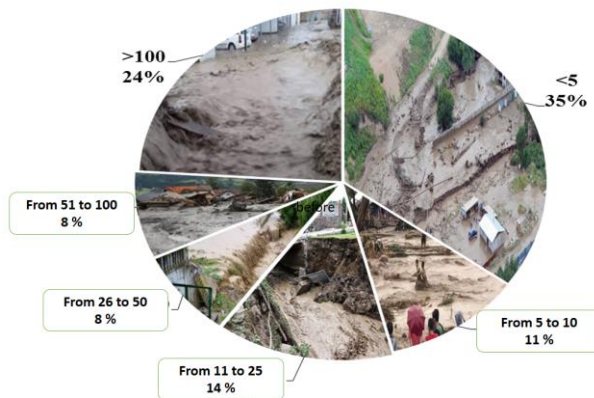 >100
24%
<5
35%
before
From 51 to 100
8 %
From 26 to 50
8 %
From 5 to 10
11 %
From 11 to 25
14 %